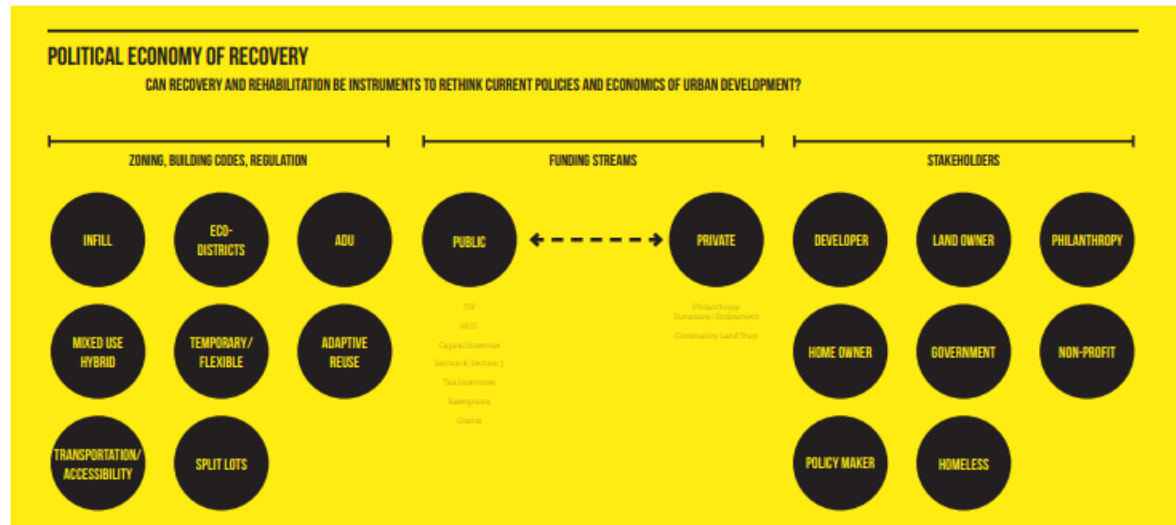 POLITICAL ECONOMY OF RECOVERY
CAN RECOVERY AND REHABILITATION BE INSTRUMENTS TO RETHINK CURRENT POLICIES AND ECONOMICS OF URBAN DEVELOPMENT?
ZONING, BUILDING CODES, REGULATION
INFILL
ECO-
DISTRICTS
ADU
MIXED USE
HYBRID
TEMPORARY/
FLEXIBLE
ADAPTIVE
REUSE
TRANSPORTATION/
ACCESSIBILITY
SPLIT LOTS
FUNDING STREAMS
PUBLIC
HUD
Capital Incentive
Section 8, Section 7
Tax Incentives
Exemptions
Grants
PRIVATE
Philanthropy
Donations / Endowment
Community Land Trust
STAKEHOLDERS
DEVELOPER
LAND OWNER
PHILANTHROPY
HOME OWNER
GOVERNMENT
NON-PROFIT
POLICY MAKER
HOMELESS